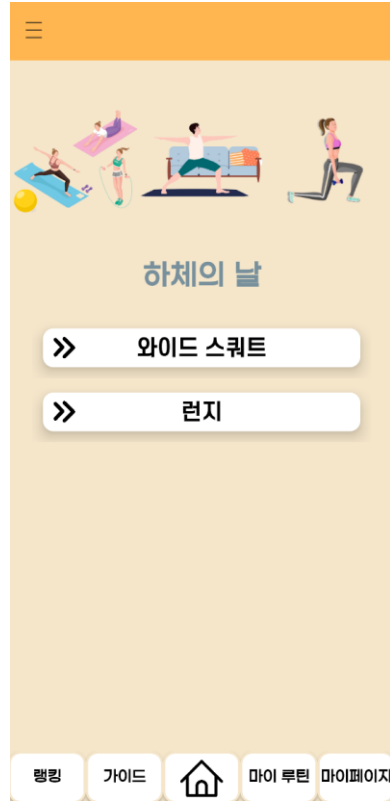 하체의 날
와이드 스쿼트
런지
랭킹
가이드
마이 루틴
마이페이지